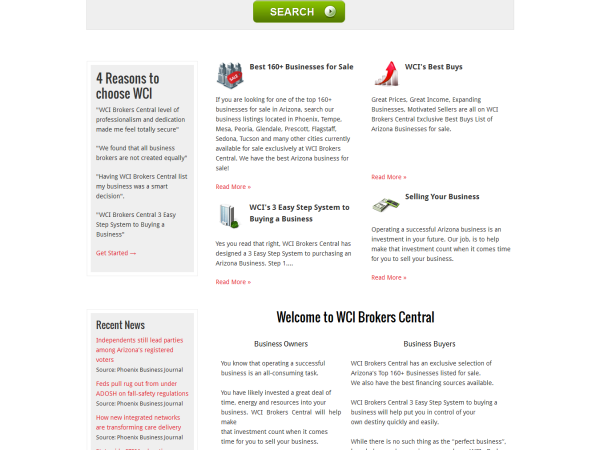 SEARCH
4 Reasons to
choose WCI
"WCI Brokers Central level of
professionalism and dedication
made me feel totally secure"
"We found that all business
brokers are not created equally"
"Having WCI Brokers Central list
my business was a smart
decision".
"WCI Brokers Central 3 Easy
Step System to Buying a
Business"
Get Started →
SALE
Best 160+ Businesses for Sale
If you are looking for one of the top 160+
businesses for sale in Arizona, search our
business listings located in Phoenix, Tempe,
Mesa, Peoria, Glendale, Prescott, Flagstaff,
Sedona, Tucson and many other cities currently
available for sale exclusively at WCI Brokers
Central. We have the best Arizona business for
sale!
Read More »
WCI's Best Buys
Great Prices, Great Income, Expanding
Businesses, Motivated Sellers are all on WCI
Brokers Central Exclusive Best Buys List of
Arizona Businesses for sale.
Read More »
WCI's 3 Easy Step System to
Buying a Business
Yes you read that right, WCI Brokers Central has
designed a 3 Easy Step System to purchasing an
Arizona Business. Step 1....
Read More »
Selling Your Business
Operating a successful Arizona business is an
investment in your future. Our job, is to help
make that investment count when it comes time
for you to sell your business.
Read More »
Recent News
Independents still lead parties
among Arizona's registered
voters
Source: Phoenix Business Journal
Feds pull rug out from under
ADOSH on fall-safety regulations
Source: Phoenix Business Journal
How new integrated networks
are transforming care delivery
Source: Phoenix Business Journal
Welcome to WCI Brokers Central
Business Owners
You know that operating a successful
business is an all-consuming task.
You have likely invested a great deal of
time, energy and resources into your
business. WCI Brokers Central will help
make
that investment count when it comes
time for you to sell your business.
Business Buyers
WCI Brokers Central has an exclusive selection of
Arizona's Top 160+ Businesses listed for sale.
We also have the best financing sources available.
WCI Brokers Central 3 Easy Step System to buying a
business will help put you in control of your
own destiny quickly and easily.
While there is no such thing as the "perfect business",